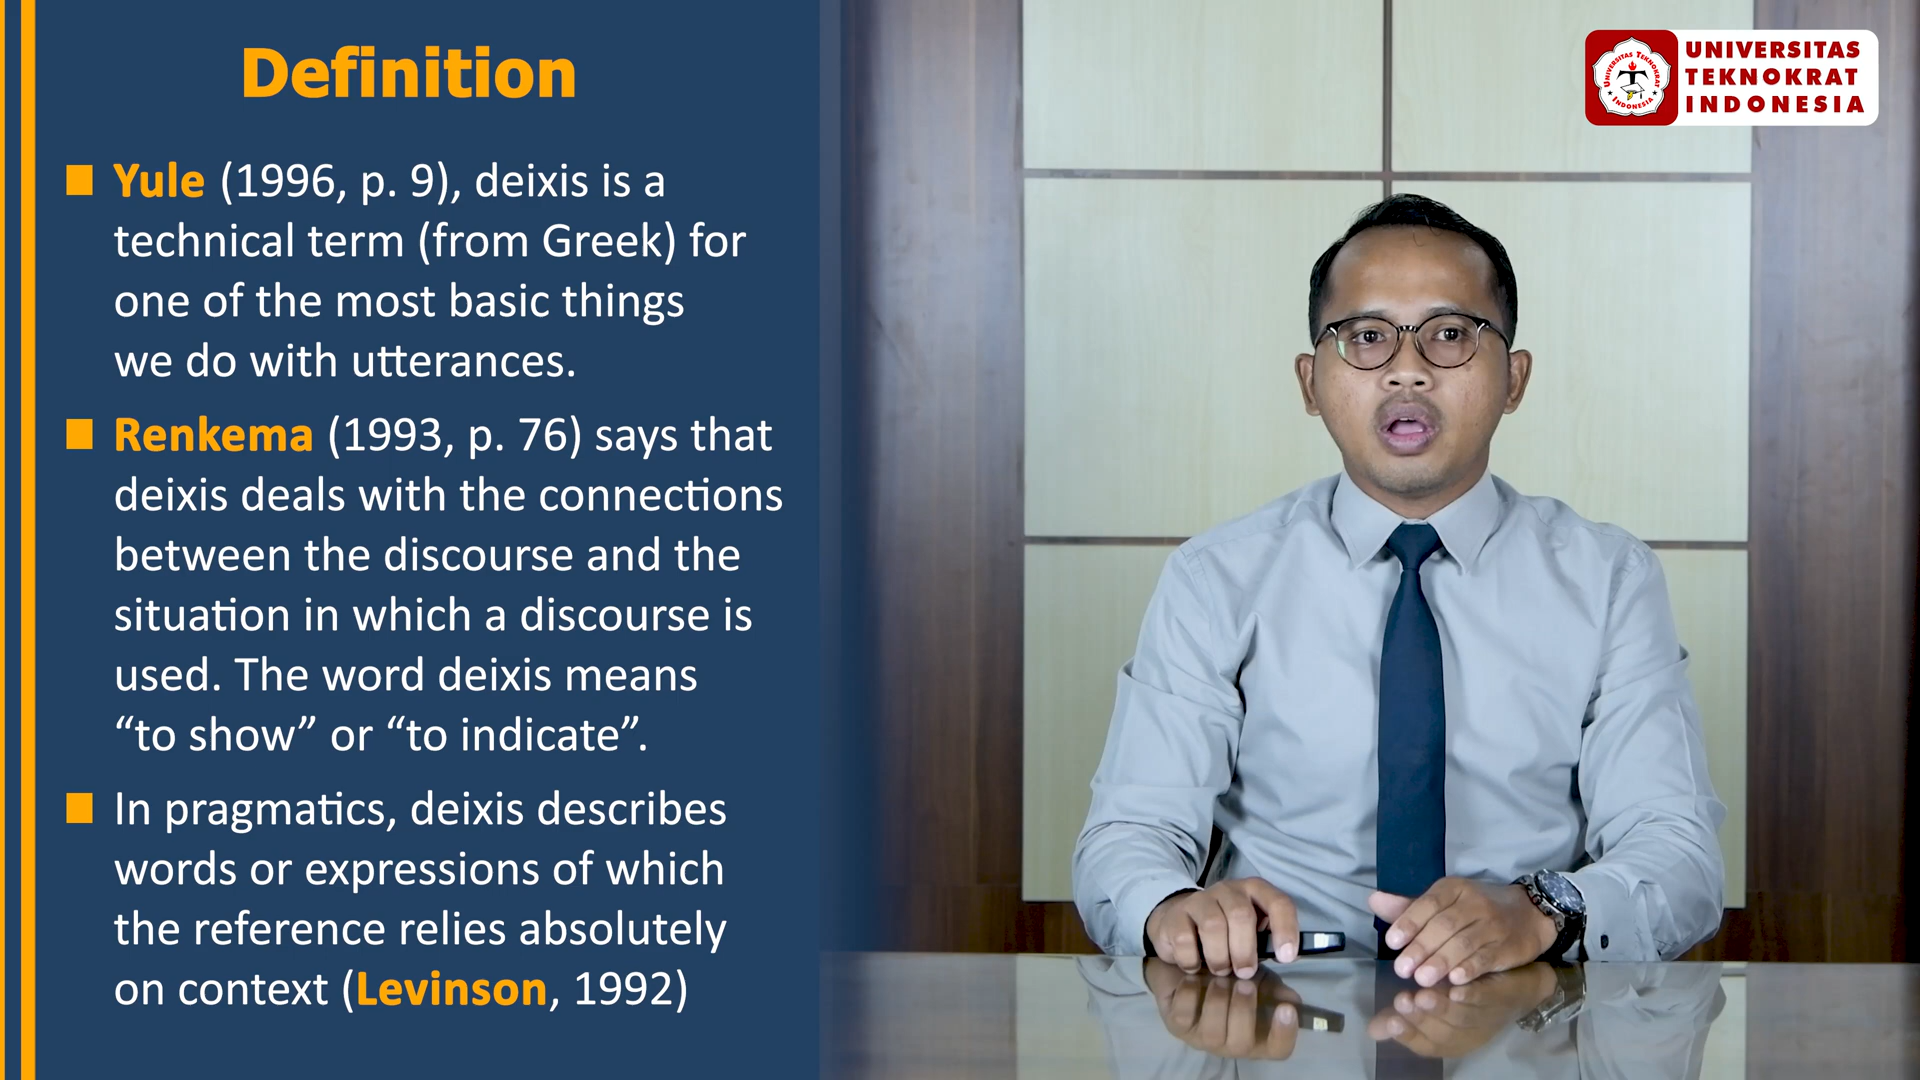 Definition
Yule (1996, p. 9), deixis is a
technical term (from Greek) for
one of the most basic things
we do with utterances.
Renkema (1993, p. 76) says that
deixis deals with the connections
between the discourse and the
situation in which a discourse is
used. The word deixis means
“to show” or “to indicate”.
In pragmatics, deixis describes
words or expressions of which
the reference relies absolutely
on context (Levinson, 1992)
UNIVERSITAS TEKNOKRAT
INDONESIA
UNIVERSITAS
TEKNOKRAT
INDONESIA